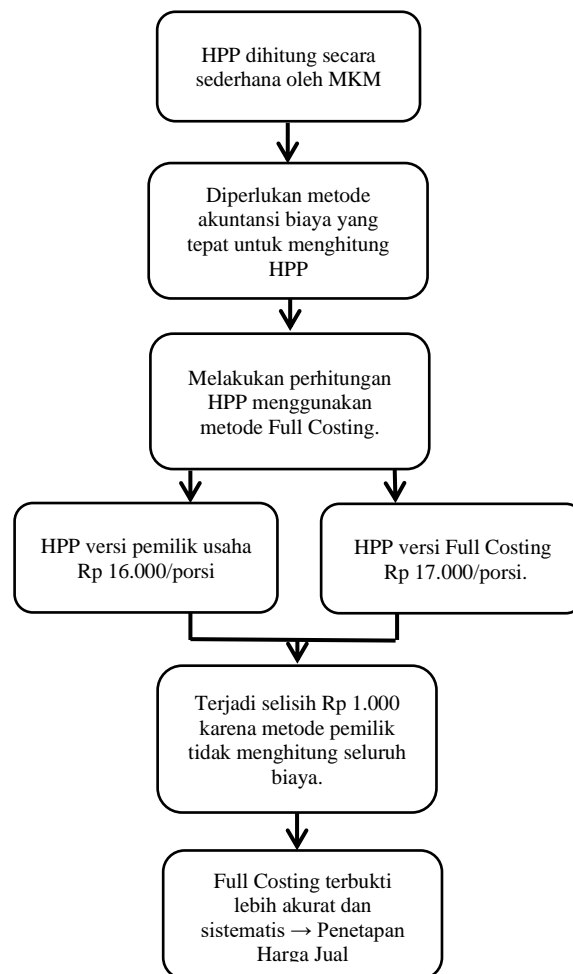 HPP dihitung secara
sederhana oleh MKM
Diperlukan metode
akuntansi biaya yang
tepat untuk menghitung
HPP
Melakukan perhitungan
HPP menggunakan
metode Full Costing.
HPP versi pemilik usaha
Rp 16.000/porsi
HPP versi Full Costing
Rp 17.000/porsi.
Terjadi selisih Rp 1.000
karena metode pemilik
tidak menghitung seluruh
biaya.
Full Costing terbukti
lebih akurat dan
sistematis → Penetapan
Harga Jual